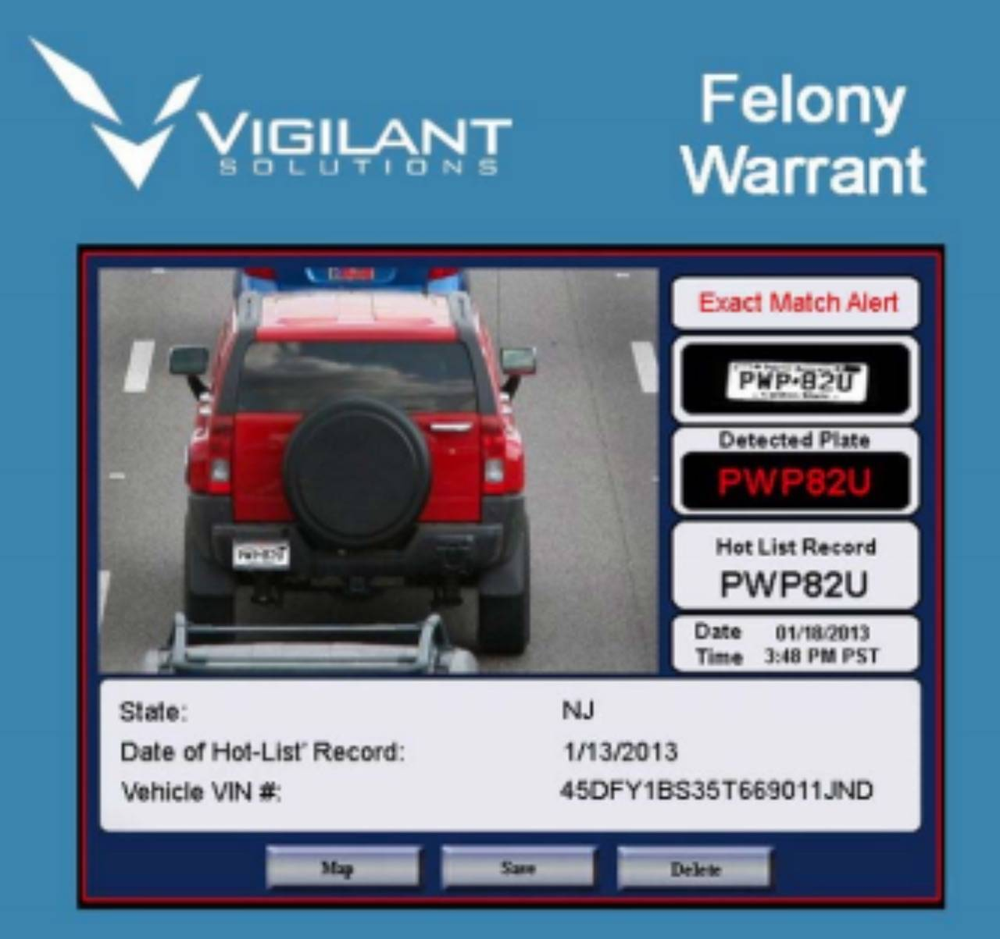 VIGILANT
SOLUTIONS
Felony
Warrant
Exact Match Alert
PWP•82U
Detected Plate
PWP82U
Hot List Record
PWP82U
Date 01/18/2013
Time 3:48 PM PST
State: NJ
Date of Hot-List' Record: 1/13/2013
Vehicle VIN #: 45DFY1BS35T669011JND
Map
Save
Delete